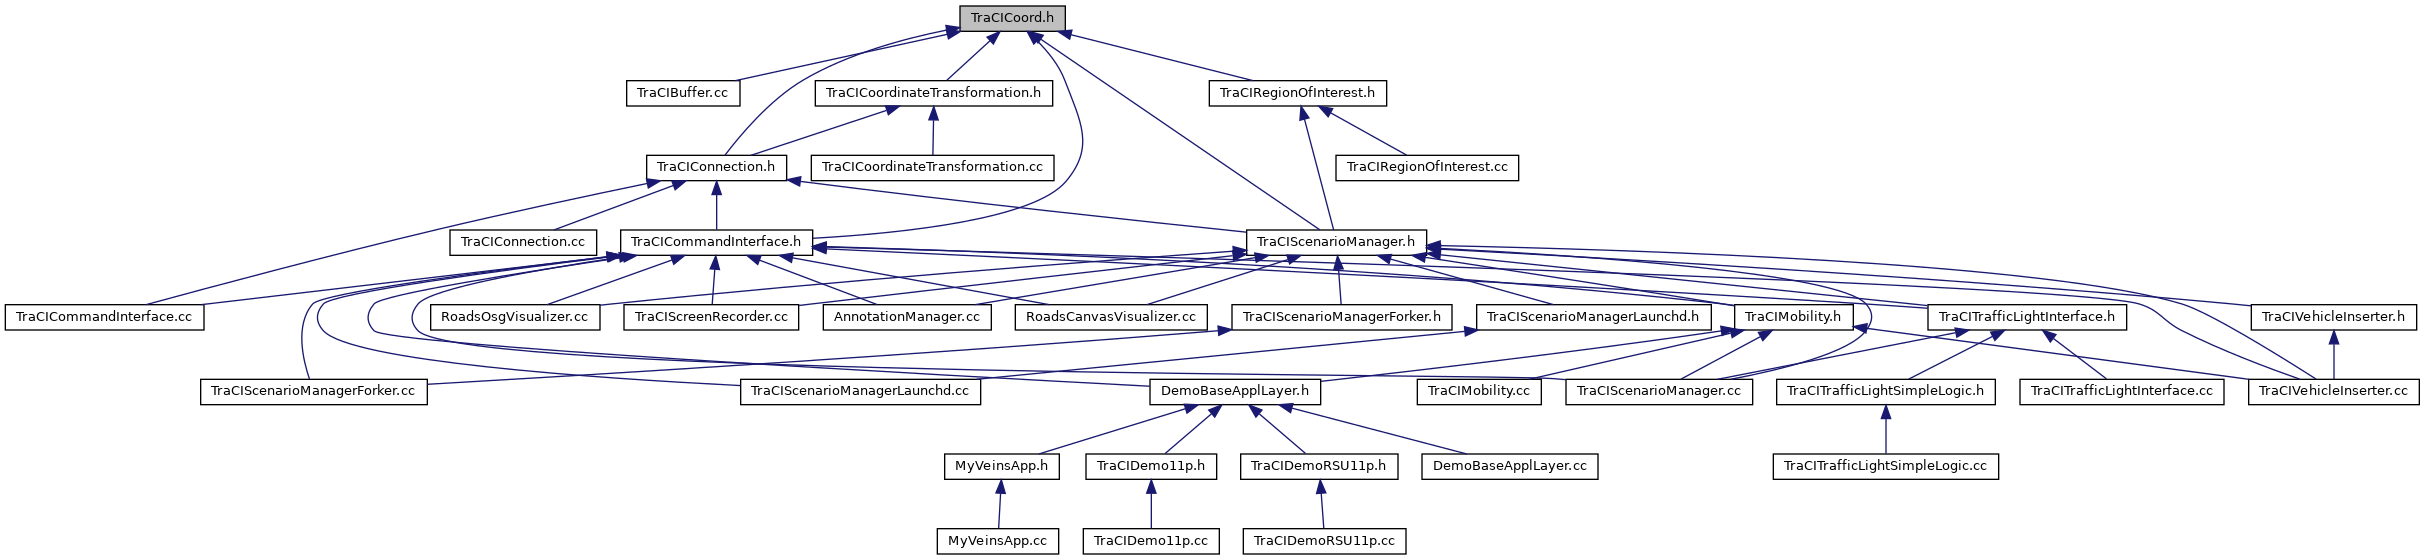 TraCICoord.h
TraCIBuffer.cc
TraCICoordinateTransformation.h
TraCIRegionOfInterest.h
TraCIConnection.h
TraCICoordinateTransformation.cc
TraCIRegionOfInterest.cc
TraCIConnection.cc
TraCICommandInterface.h
TraCIScenarioManager.h
TraCICommandInterface.cc
RoadsOsgVisualizer.cc
TraCIScreenRecorder.cc
AnnotationManager.cc
RoadsCanvasVisualizer.cc
TraCIScenarioManagerForker.h
TraCIScenarioManagerLaunchd.h
TraCIMobility.h
TraCITrafficLightInterface.h
TraCIVehicleInserter.h
TraCIScenarioManagerForker.cc
TraCIScenarioManagerLaunchd.cc
DemoBaseApplLayer.h
TraCIMobility.cc
TraCIScenarioManager.cc
TraCITrafficLightSimpleLogic.h
TraCITrafficLightInterface.cc
TraCIVehicleInserter.cc
MyVeinsApp.h
TraCIDemo11p.h
TraCIDemoRSU11p.h
DemoBaseApplLayer.cc
TraCITrafficLightSimpleLogic.cc
MyVeinsApp.cc
TraCIDemo11p.cc
TraCIDemoRSU11p.cc